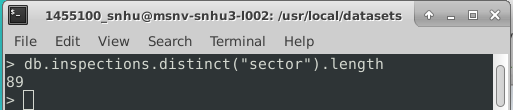 1455100_snhu@msnv-snhu3-l002: /usr/local/datasets
File Edit View Search Terminal Help
> db.inspections.distinct("sector").length
89
>